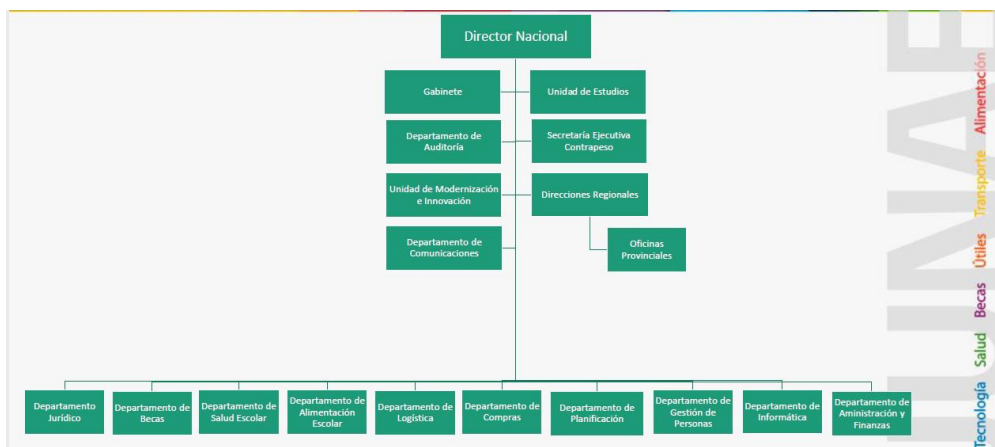 Director Nacional
Gabinete
Unidad de Estudios
Departamento de
Auditoría
Secretaría Ejecutiva
Contrapeso
Unidad de Modernización
e Innovación
Direcciones Regionales
Departamento de
Comunicaciones
Oficinas
Provinciales
Departamento
Jurídico
Departamento de
Becas
Departamento de
Salud Escolar
Departamento de
Alimentación
Escolar
Departamento de
Logística
Departamento de
Compras
Departamento de
Planificación
Departamento de
Gestión de
Personas
Departamento de
Informática
Departamento de
Aministración y
Finanzas
Tecnología Salud Becas Útiles Transporte Alimentación